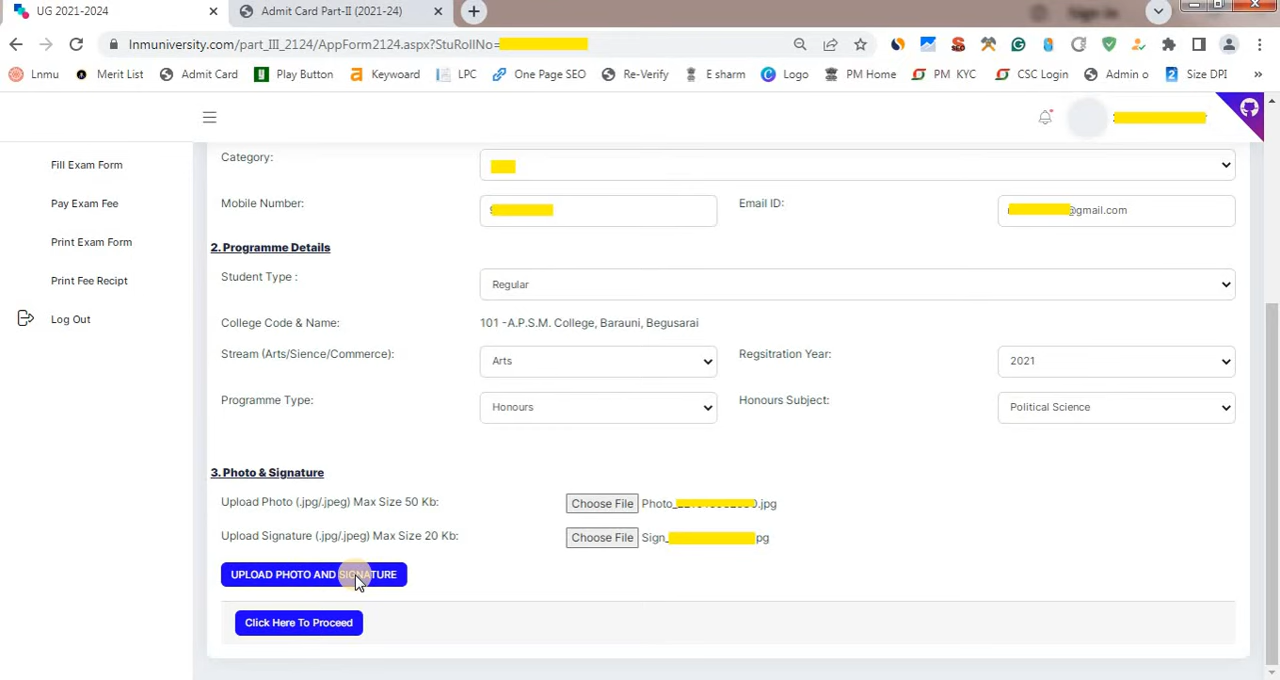 UG 2021-2024
Admit Card Part-II (2021-24)
lnmuniversity.com/part_III_2124/AppForm2124.aspx?StuRollNo=
Lnmu Merit List Admit Card Play Button Keywoard LPC One Page SEO Re-Verify E sharm Logo PM Home PM KYC CSC Login Admin o Size DPI »
Fill Exam Form
Pay Exam Fee
Print Exam Form
Print Fee Recipt
Log Out
Category:
Mobile Number:
Email ID: @gmail.com
2. Programme Details
Student Type : Regular
College Code & Name: 101 -A.P.S.M. College, Barauni, Begusarai
Stream (Arts/Sience/Commerce): Arts Regsitration Year: 2021
Programme Type: Honours Honours Subject: Political Science
3. Photo & Signature
Upload Photo (.jpg/.jpeg) Max Size 50 Kb: Choose File Photo_ .jpg
Upload Signature (.jpg/.jpeg) Max Size 20 Kb: Choose File Sign_ pg
UPLOAD PHOTO AND SIGNATURE
Click Here To Proceed